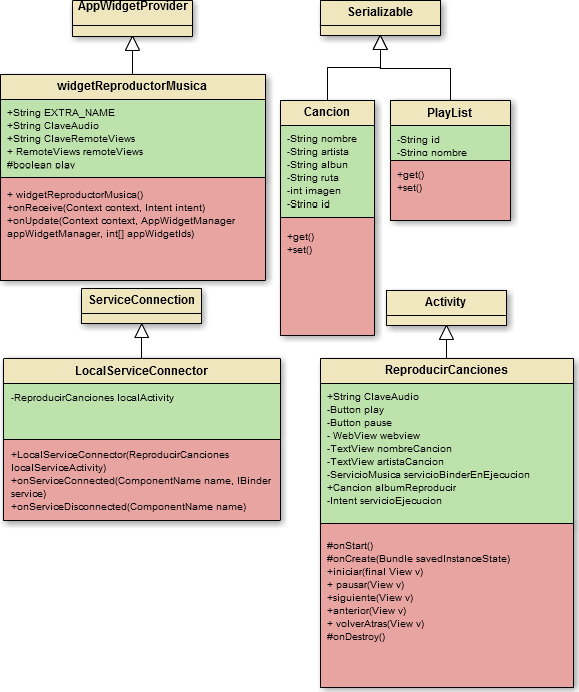 AppWidgetProvider
widgetReproductorMusica
+String EXTRA_NAME
+String ClaveAudio
+String ClaveRemoteViews
+ RemoteViews remoteViews
#boolean play
+ widgetReproductorMusica()
+onReceive(Context context, Intent intent)
+onUpdate(Context context, AppWidgetManager
appWidgetManager, int[] appWidgetIds)
Serializable
Cancion
-String nombre
-String artista
-String albun
-String ruta
-int imagen
-String id
+get()
+set()
PlayList
-String id
-String nombre
+get()
+set()
ServiceConnection
LocalServiceConnector
-ReproducirCanciones localActivity
+LocalServiceConnector(ReproducirCanciones
localServiceActivity)
+onServiceConnected(ComponentName name, IBinder
service)
+onServiceDisconnected(ComponentName name)
Activity
ReproducirCanciones
+String ClaveAudio
-Button play
-Button pause
- WebView webview
-TextView nombreCancion
-TextView artistaCancion
-ServicioMusica servicioBinderEnEjecucion
+Cancion albumReproducir
-Intent servicioEjecucion
#onStart()
#onCreate(Bundle savedInstanceState)
+iniciar(final View v)
+ pausar(View v)
+siguiente(View v)
+anterior(View v)
+ volverAtras(View v)
#onDestroy()